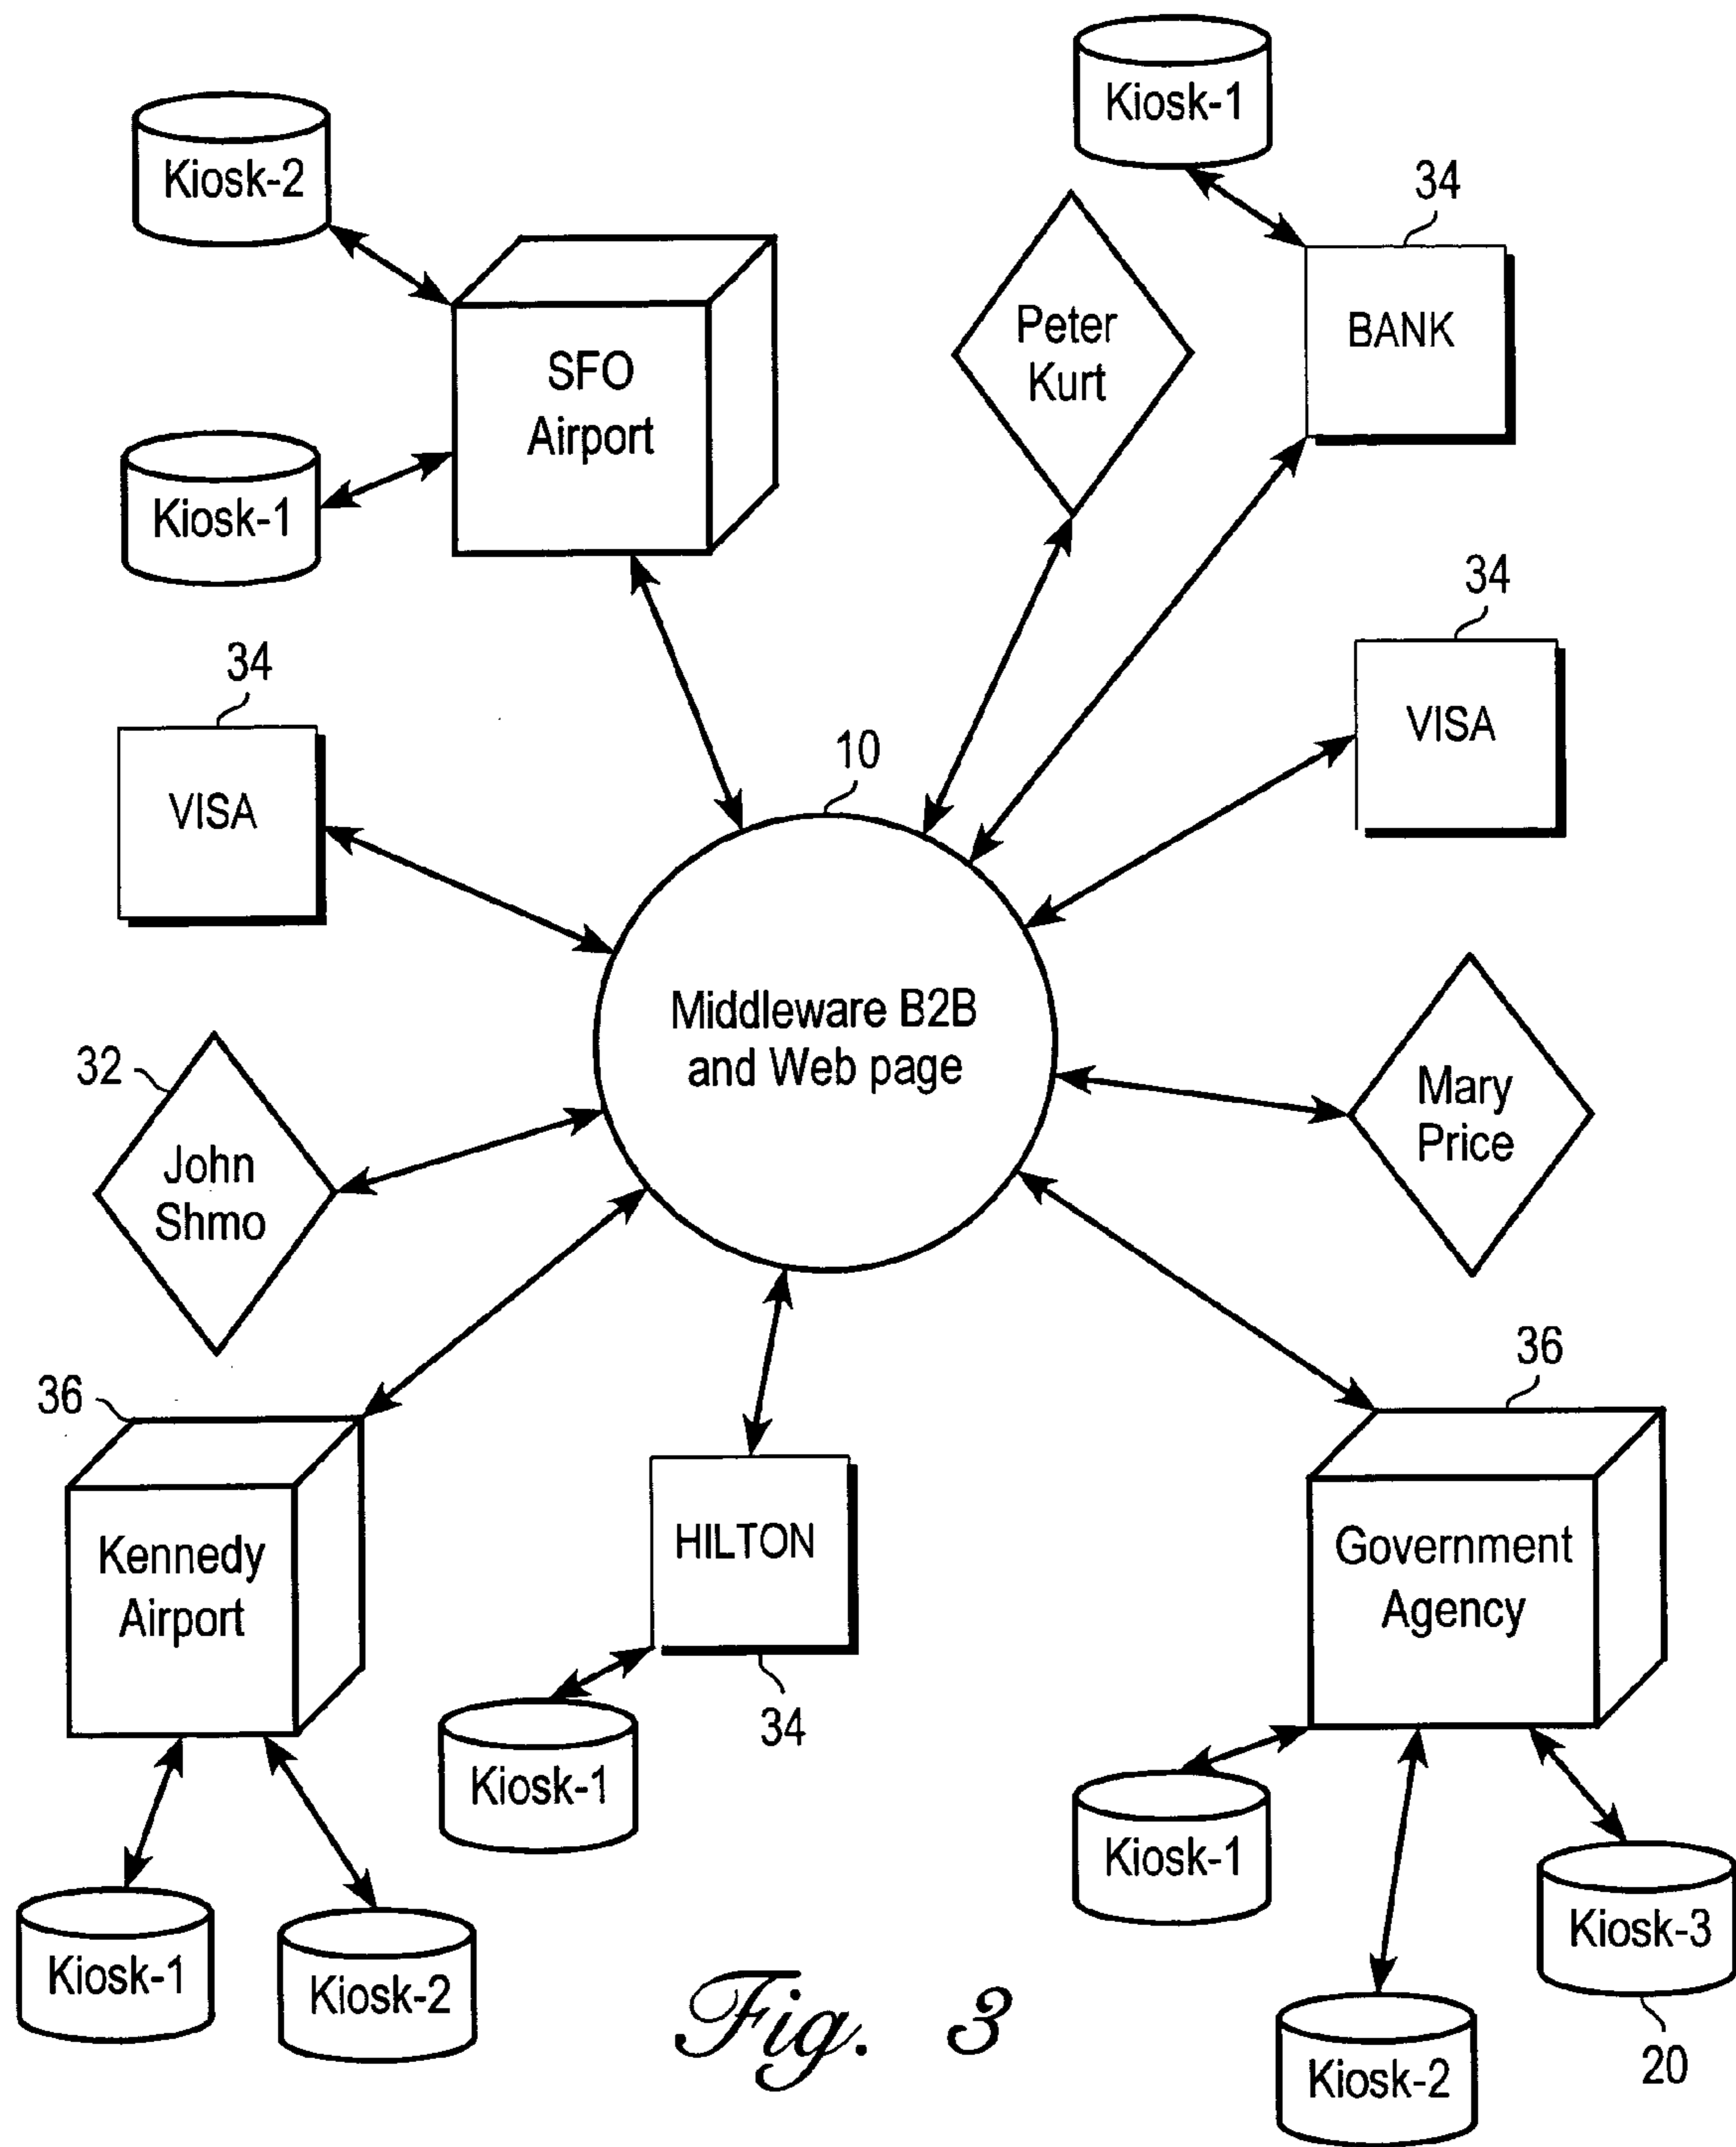 Kiosk-1
Kiosk-2
34
SFO
Airport
Peter
Kurt
BANK
Kiosk-1
34
VISA
34
VISA
10
Middleware B2B
and Web page
32
John
Shmo
Mary
Price
36
Kennedy
Airport
HILTON
34
Kiosk-1
36
Government
Agency
Kiosk-1
Kiosk-3
20
Kiosk-1
Kiosk-2
Kiosk-2
Fig. 3